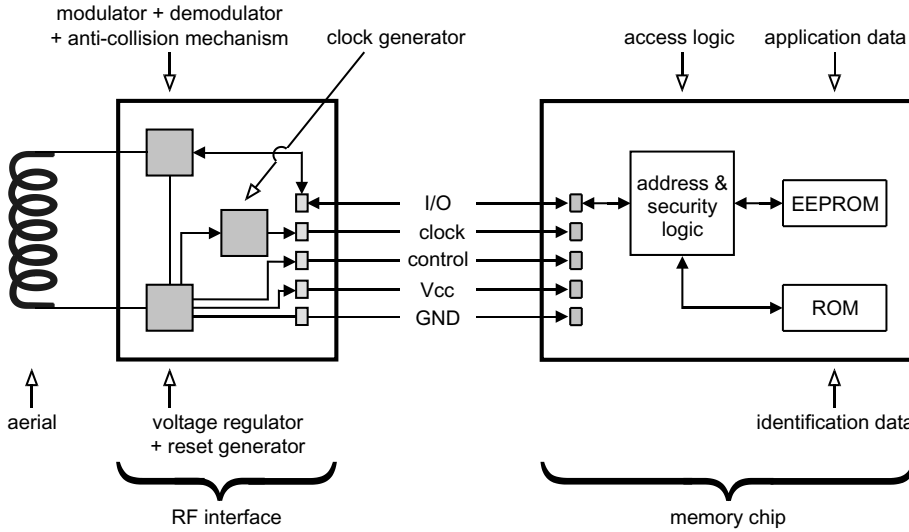 modulator + demodulator
+ anti-collision mechanism
clock generator
access logic
application data
I/O
clock
control
Vcc
GND
address &
security
logic
EEPROM
ROM
aerial
voltage regulator
+ reset generator
identification data
RF interface
memory chip